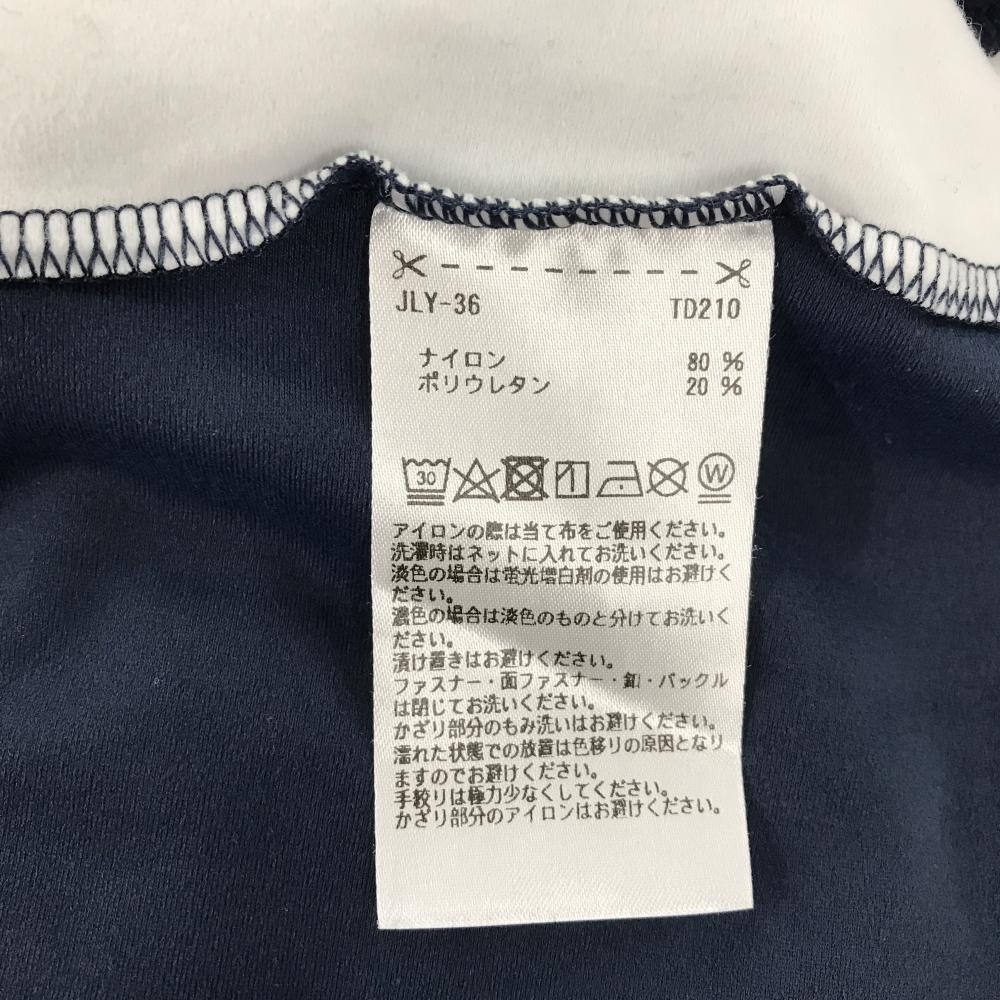 JLY-36 TD210
ナイロン 80 %
ポリウレタン 20 %
30 W
アイロンの際は当て布をご使用ください。
洗濯時はネットに入れてお洗いください。
淡色の場合は蛍光増白剤の使用はお避けく
ださい。
濃色の場合は淡色のものと分けてお洗いく
ださい。
漬け置きはお避けください。
ファスナー・面ファスナー・釦・バックル
は閉じてお洗いください。
かざり部分のもみ洗いはお避けください。
濡れた状態での放置は色移りの原因となり
ますのでお避けください。
手絞りは極力少なくしてください。
かざり部分のアイロンはお避けください。